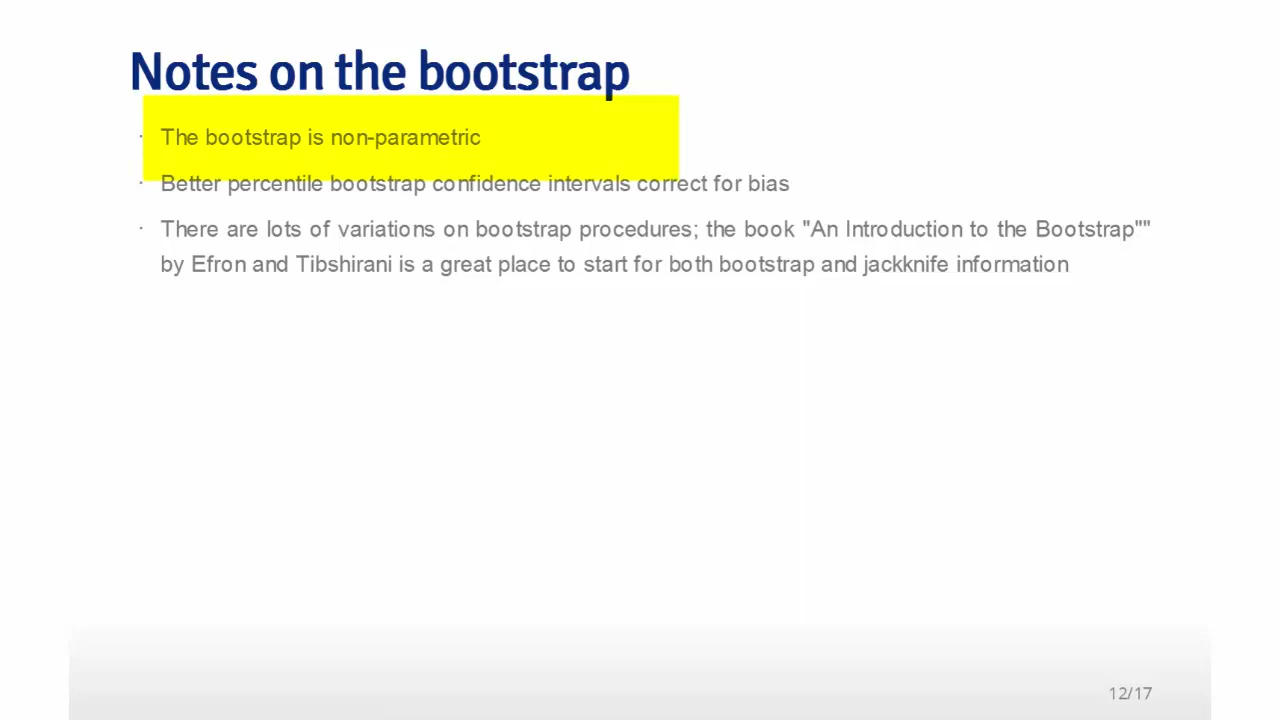 Notes on the bootstrap
· The bootstrap is non-parametric
· Better percentile bootstrap confidence intervals correct for bias
· There are lots of variations on bootstrap procedures; the book "An Introduction to the Bootstrap""
by Efron and Tibshirani is a great place to start for both bootstrap and jackknife information
12/17